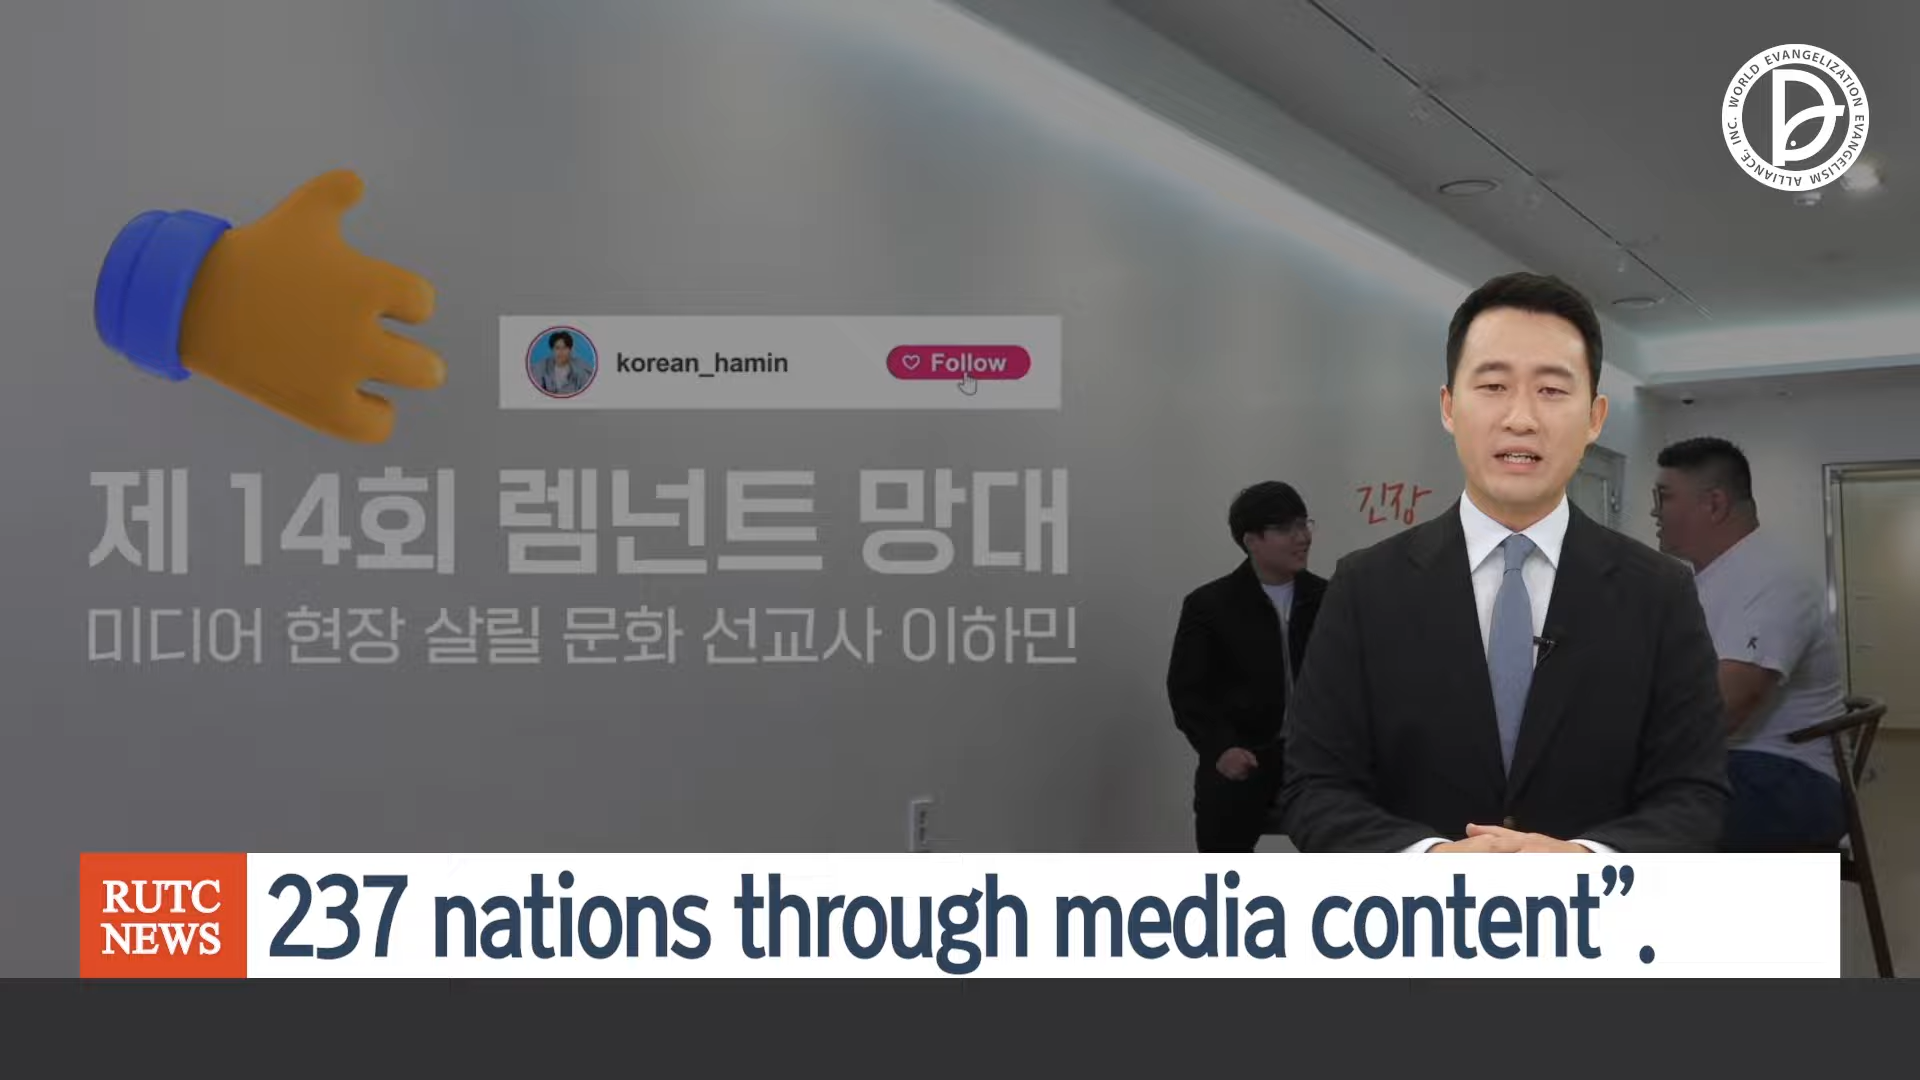 WORLD EVANGELIZATION EVANGELISM ALLIANCE, INC.
korean_hamin
Follow
제 14회 렘넌트 망대
미디어 현장 살릴 문화 선교사 이하민
긴장
RUTC
NEWS
237 nations through media content”.